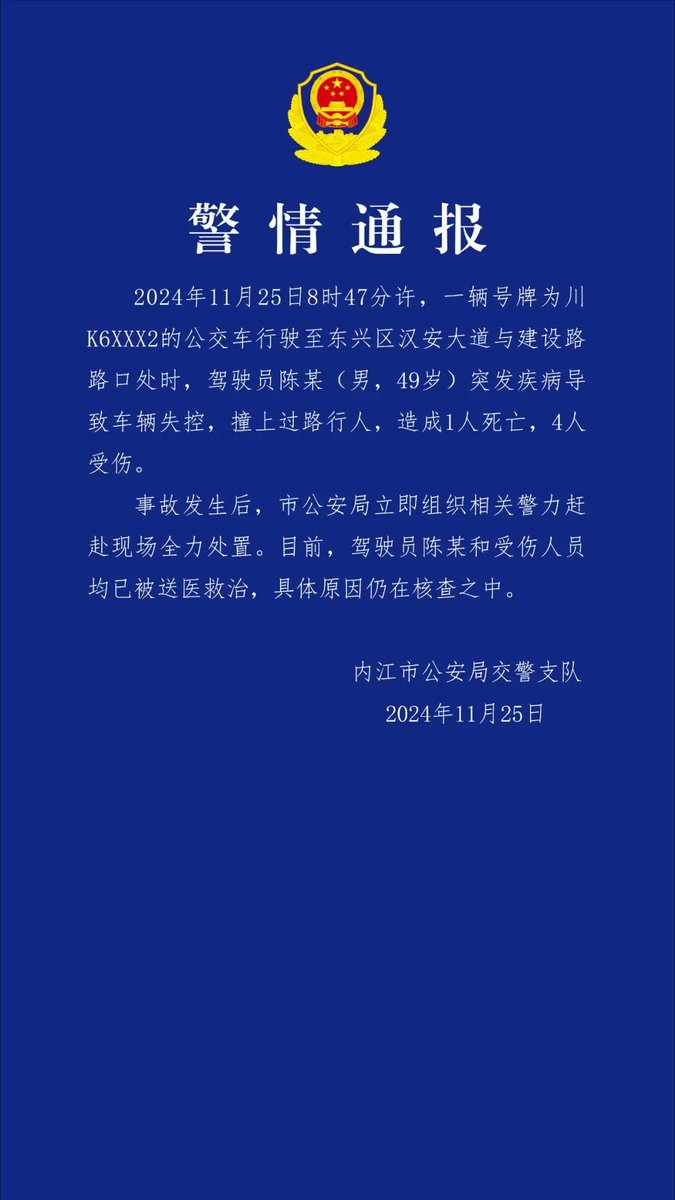 警情通报
2024年11月25日8时47分许，一辆号牌为川
K6XXX2的公交车行驶至东兴区汉安大道与建设路
路口处时，驾驶员陈某（男，49岁）突发疾病导
致车辆失控，撞上过路行人，造成1人死亡，4人
受伤。
事故发生后，市公安局立即组织相关警力赶
赴现场全力处置。目前，驾驶员陈某和受伤人员
均已被送医救治，具体原因仍在核查之中。
内江市公安局交警支队
2024年11月25日